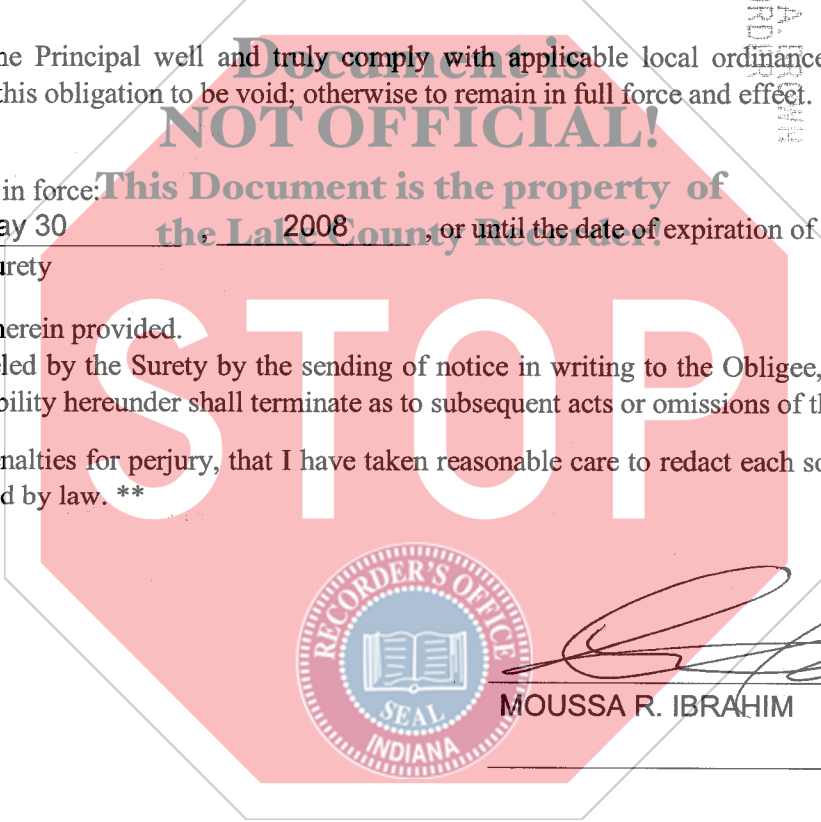 Document is
he Principal well and truly comply with applicable local ordinance
this obligation to be void; otherwise to remain in full force and effect.
NOT OFFICIAL!
in force:
This Document is the property of
ay 30 , 2008 , or until the date of expiration of
the Lake County Recorder!
urety
STOP
herein provided.
led by the Surety by the sending of notice in writing to the Obligee,
bility hereunder shall terminate as to subsequent acts or omissions of th
nalties for perjury, that I have taken reasonable care to redact each so
d by law. **
RECORDER'S OFFICE
SEAL
INDIANA
MOUSSA R. IBRAHIM